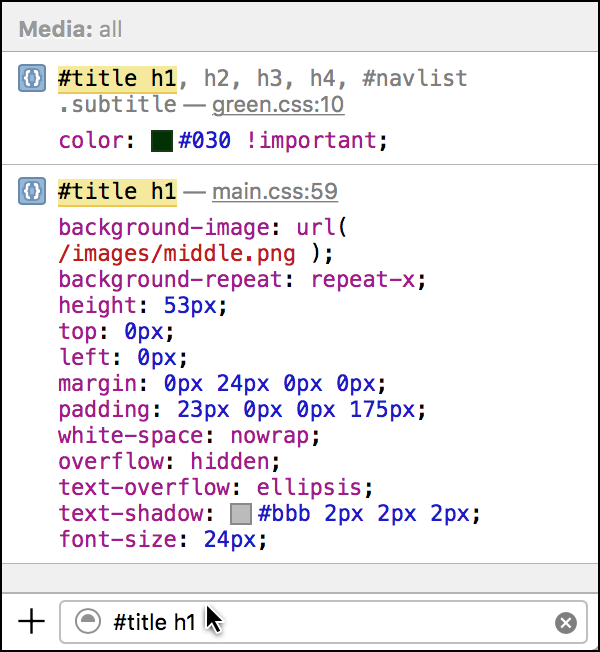 Media: all
#title h1, h2, h3, h4, #navlist
.subtitle — green.css:10
color: #030 !important;
#title h1 — main.css:59
background-image: url(
/images/middle.png );
background-repeat: repeat-x;
height: 53px;
top: 0px;
left: 0px;
margin: 0px 24px 0px 0px;
padding: 23px 0px 0px 175px;
white-space: nowrap;
overflow: hidden;
text-overflow: ellipsis;
text-shadow: #bbb 2px 2px 2px;
font-size: 24px;
#title h1